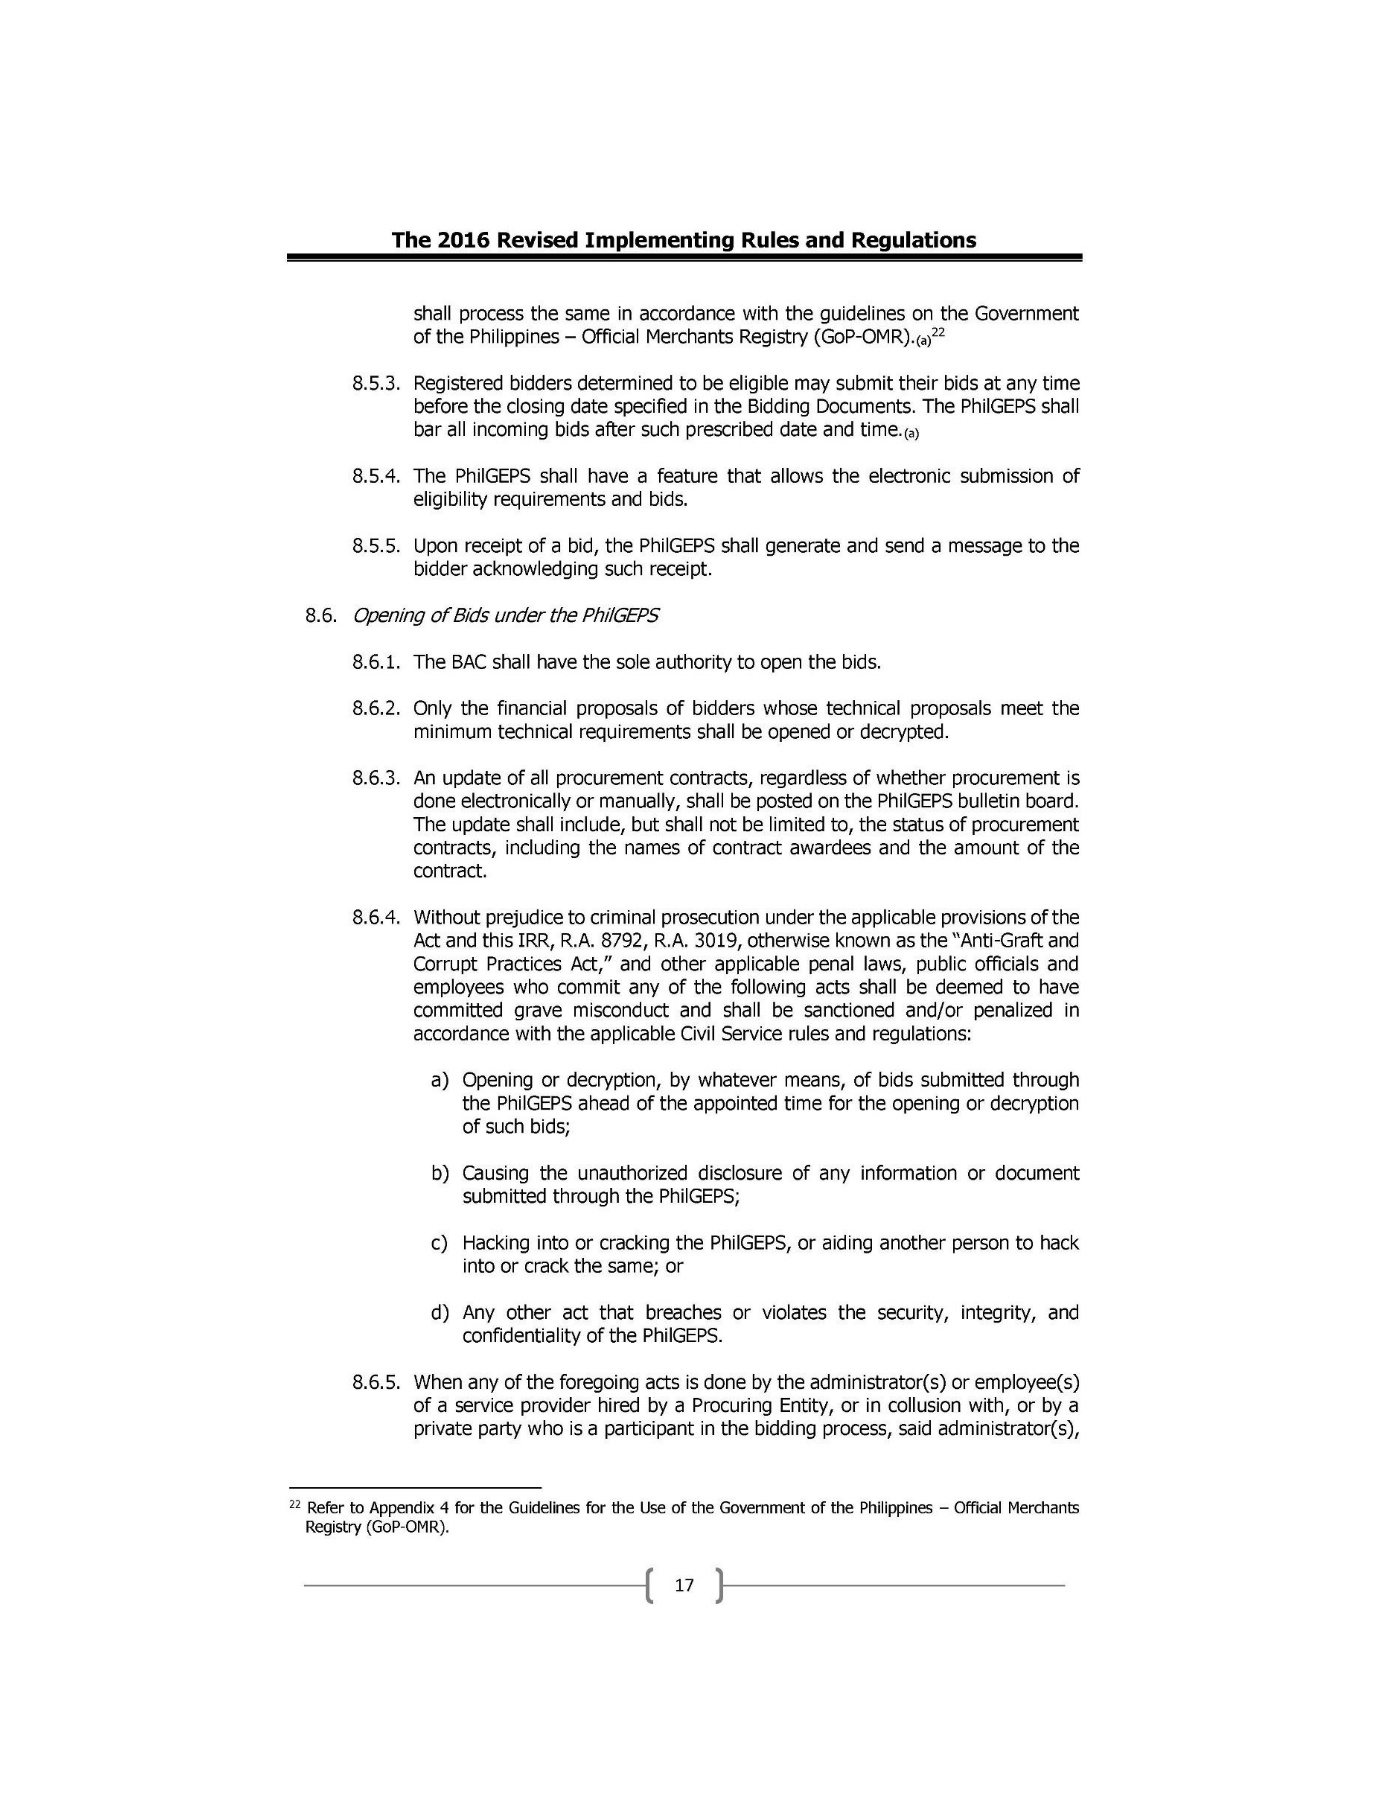 The 2016 Revised Implementing Rules and Regulations
shall process the same in accordance with the guidelines on the Government
of the Philippines – Official Merchants Registry (GoP-OMR).(a)22
8.5.3. Registered bidders determined to be eligible may submit their bids at any time
before the closing date specified in the Bidding Documents. The PhilGEPS shall
bar all incoming bids after such prescribed date and time.(a)
8.5.4. The PhilGEPS shall have a feature that allows the electronic submission of
eligibility requirements and bids.
8.5.5. Upon receipt of a bid, the PhilGEPS shall generate and send a message to the
bidder acknowledging such receipt.
8.6. Opening of Bids under the PhilGEPS
8.6.1. The BAC shall have the sole authority to open the bids.
8.6.2. Only the financial proposals of bidders whose technical proposals meet the
minimum technical requirements shall be opened or decrypted.
8.6.3. An update of all procurement contracts, regardless of whether procurement is
done electronically or manually, shall be posted on the PhilGEPS bulletin board.
The update shall include, but shall not be limited to, the status of procurement
contracts, including the names of contract awardees and the amount of the
contract.
8.6.4. Without prejudice to criminal prosecution under the applicable provisions of the
Act and this IRR, R.A. 8792, R.A. 3019, otherwise known as the “Anti-Graft and
Corrupt Practices Act,” and other applicable penal laws, public officials and
employees who commit any of the following acts shall be deemed to have
committed grave misconduct and shall be sanctioned and/or penalized in
accordance with the applicable Civil Service rules and regulations:
a) Opening or decryption, by whatever means, of bids submitted through
the PhilGEPS ahead of the appointed time for the opening or decryption
of such bids;
b) Causing the unauthorized disclosure of any information or document
submitted through the PhilGEPS;
c) Hacking into or cracking the PhilGEPS, or aiding another person to hack
into or crack the same; or
d) Any other act that breaches or violates the security, integrity, and
confidentiality of the PhilGEPS.
8.6.5. When any of the foregoing acts is done by the administrator(s) or employee(s)
of a service provider hired by a Procuring Entity, or in collusion with, or by a
private party who is a participant in the bidding process, said administrator(s),
22 Refer to Appendix 4 for the Guidelines for the Use of the Government of the Philippines – Official Merchants
Registry (GoP-OMR).
17